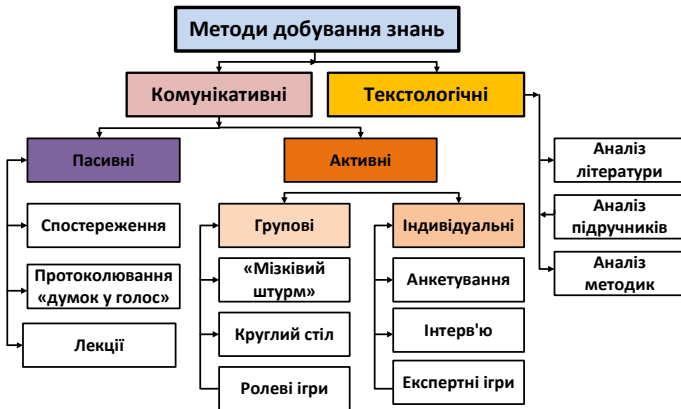 Методи добування знань
Комунікативні
Текстологічні
Пасивні
Активні
Аналіз
літератури
Спостереження
Групові
Індивідуальні
Аналіз
підручників
Протоколювання
«думок у голос»
«Мізківий
штурм»
Анкетування
Аналіз
методик
Лекції
Круглий стіл
Інтерв'ю
Ролеві ігри
Експертні ігри